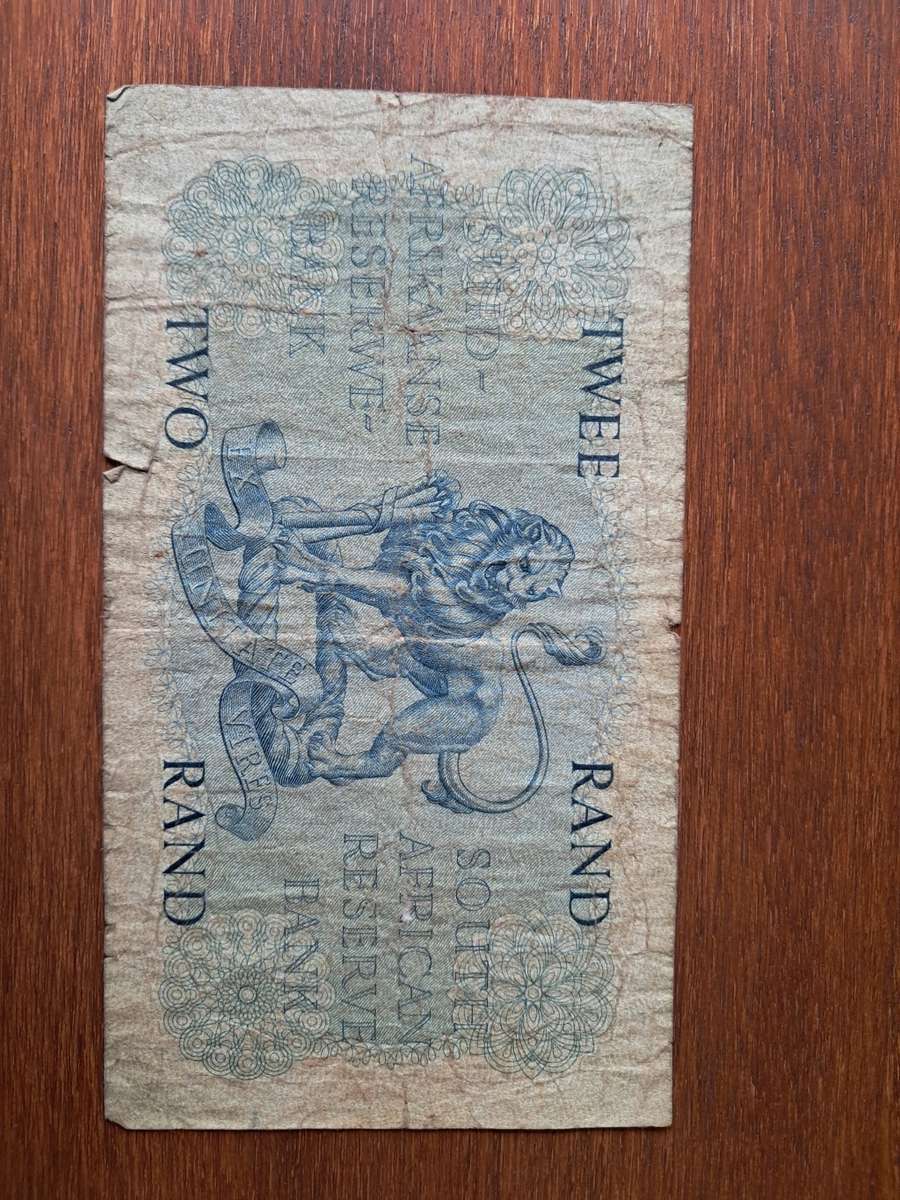 TWEE RAND
SUID-
AFRIKAANSE
RESERWE-
BANK
SOUTH
AFRICAN
RESERVE
BANK
EX UNITATE VIRES
TWO RAND